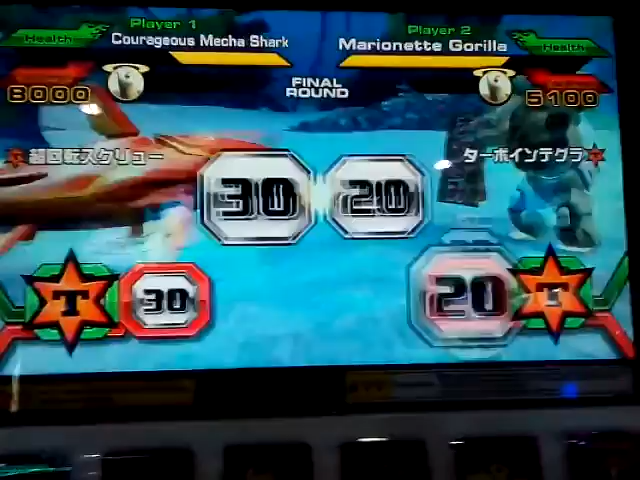 Player 1
Health
Courageous Mecha Shark
Player 2
Marionette Gorilla
Health
8000
FINAL
ROUND
5100
超回転スクリュー
ターボインテグラ
30
20
T
30
20
T